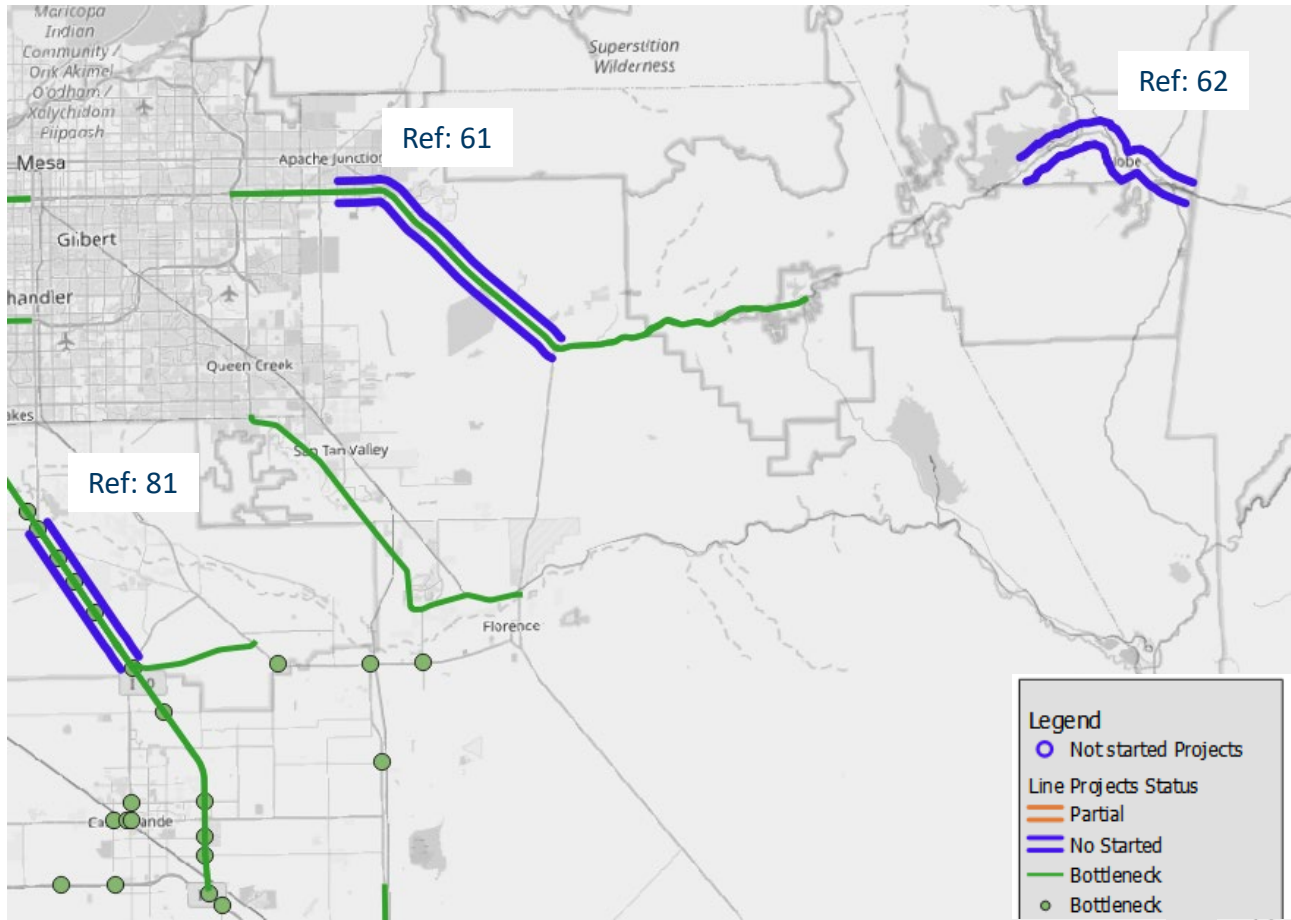 Maricopa
Indian
Community /
Onk Akimel
O'odham /
Xalychidom
Piipaash
Superstition
Wilderness
Ref: 62
Ref: 61
Mesa
Apache Junction
lobe
Gilbert
handler
Queen Creek
akes
San Tan Valley
Ref: 81
Florence
Legend
Not started Projects
Line Projects Status
Partial
No Started
Bottleneck
Bottleneck